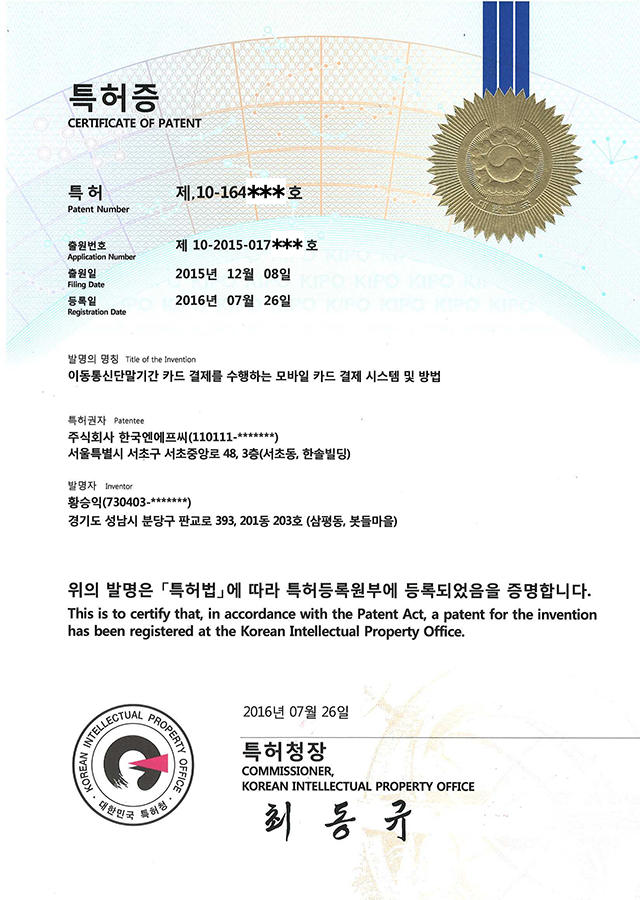 특허증
CERTIFICATE OF PATENT
특 허 제,10-164***호
Patent Number
출원번호 제 10-2015-017***호
Application Number
출원일 2015년 12월 08일
Filing Date
등록일 2016년 07월 26일
Registration Date
발명의 명칭 Title of the Invention
이동통신단말기간 카드 결제를 수행하는 모바일 카드 결제 시스템 및 방법
특허권자 Patentee
주식회사 한국엔에프씨(110111-*******)
서울특별시 서초구 서초중앙로 48, 3층(서초동, 한솔빌딩)
발명자 Inventor
황승익(730403-*******)
경기도 성남시 분당구 판교로 393, 201동 203호 (삼평동, 봇들마을)
위의 발명은 「특허법」에 따라 특허등록원부에 등록되었음을 증명합니다.
This is to certify that, in accordance with the Patent Act, a patent for the invention
has been registered at the Korean Intellectual Property Office.
2016년 07월 26일
특허청장
COMMISSIONER,
KOREAN INTELLECTUAL PROPERTY OFFICE
최동규
KOREAN INTELLECTUAL PROPERTY OFFICE
대한민국 특허청
대한민국
KIPO KIPO KIPO KIPO